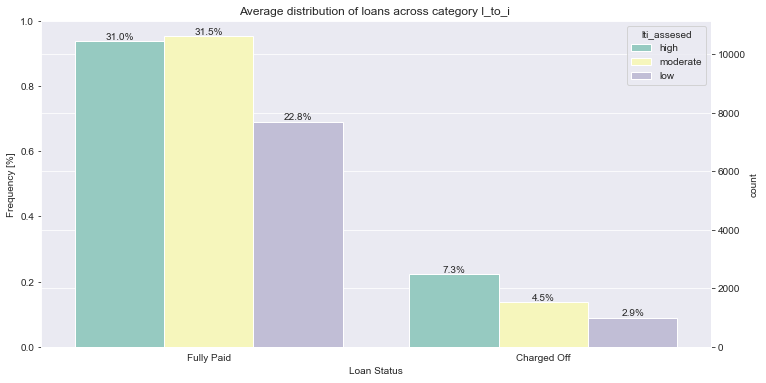 Average distribution of loans across category l_to_i
lti_assesed
high
moderate
low
31.0%
31.5%
22.8%
7.3%
4.5%
2.9%
Frequency [%]
1.0
0.8
0.6
0.4
0.2
0.0
10000
8000
6000
4000
2000
0
count
Fully Paid
Charged Off
Loan Status